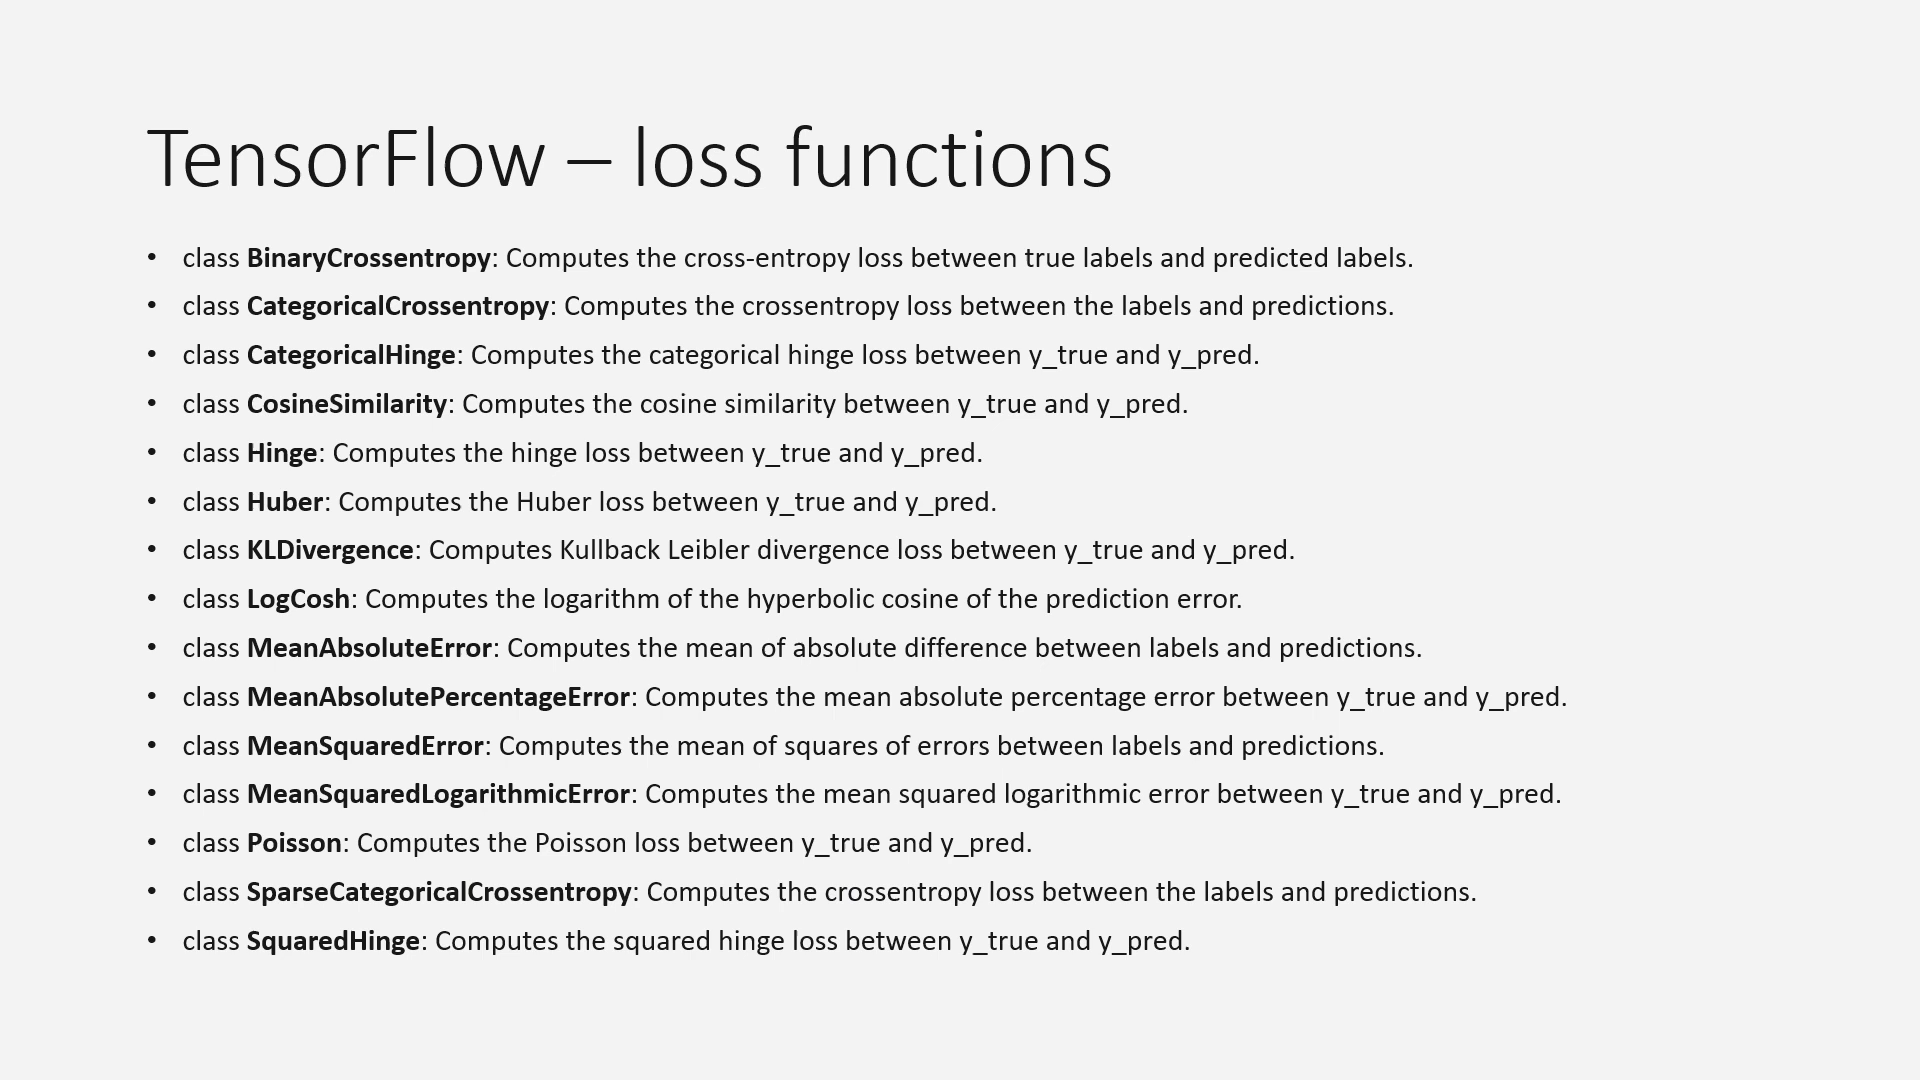 TensorFlow – loss functions
• class BinaryCrossentropy: Computes the cross-entropy loss between true labels and predicted labels.
• class CategoricalCrossentropy: Computes the crossentropy loss between the labels and predictions.
• class CategoricalHinge: Computes the categorical hinge loss between y_true and y_pred.
• class CosineSimilarity: Computes the cosine similarity between y_true and y_pred.
• class Hinge: Computes the hinge loss between y_true and y_pred.
• class Huber: Computes the Huber loss between y_true and y_pred.
• class KLDivergence: Computes Kullback Leibler divergence loss between y_true and y_pred.
• class LogCosh: Computes the logarithm of the hyperbolic cosine of the prediction error.
• class MeanAbsoluteError: Computes the mean of absolute difference between labels and predictions.
• class MeanAbsolutePercentageError: Computes the mean absolute percentage error between y_true and y_pred.
• class MeanSquaredError: Computes the mean of squares of errors between labels and predictions.
• class MeanSquaredLogarithmicError: Computes the mean squared logarithmic error between y_true and y_pred.
• class Poisson: Computes the Poisson loss between y_true and y_pred.
• class SparseCategoricalCrossentropy: Computes the crossentropy loss between the labels and predictions.
• class SquaredHinge: Computes the squared hinge loss between y_true and y_pred.